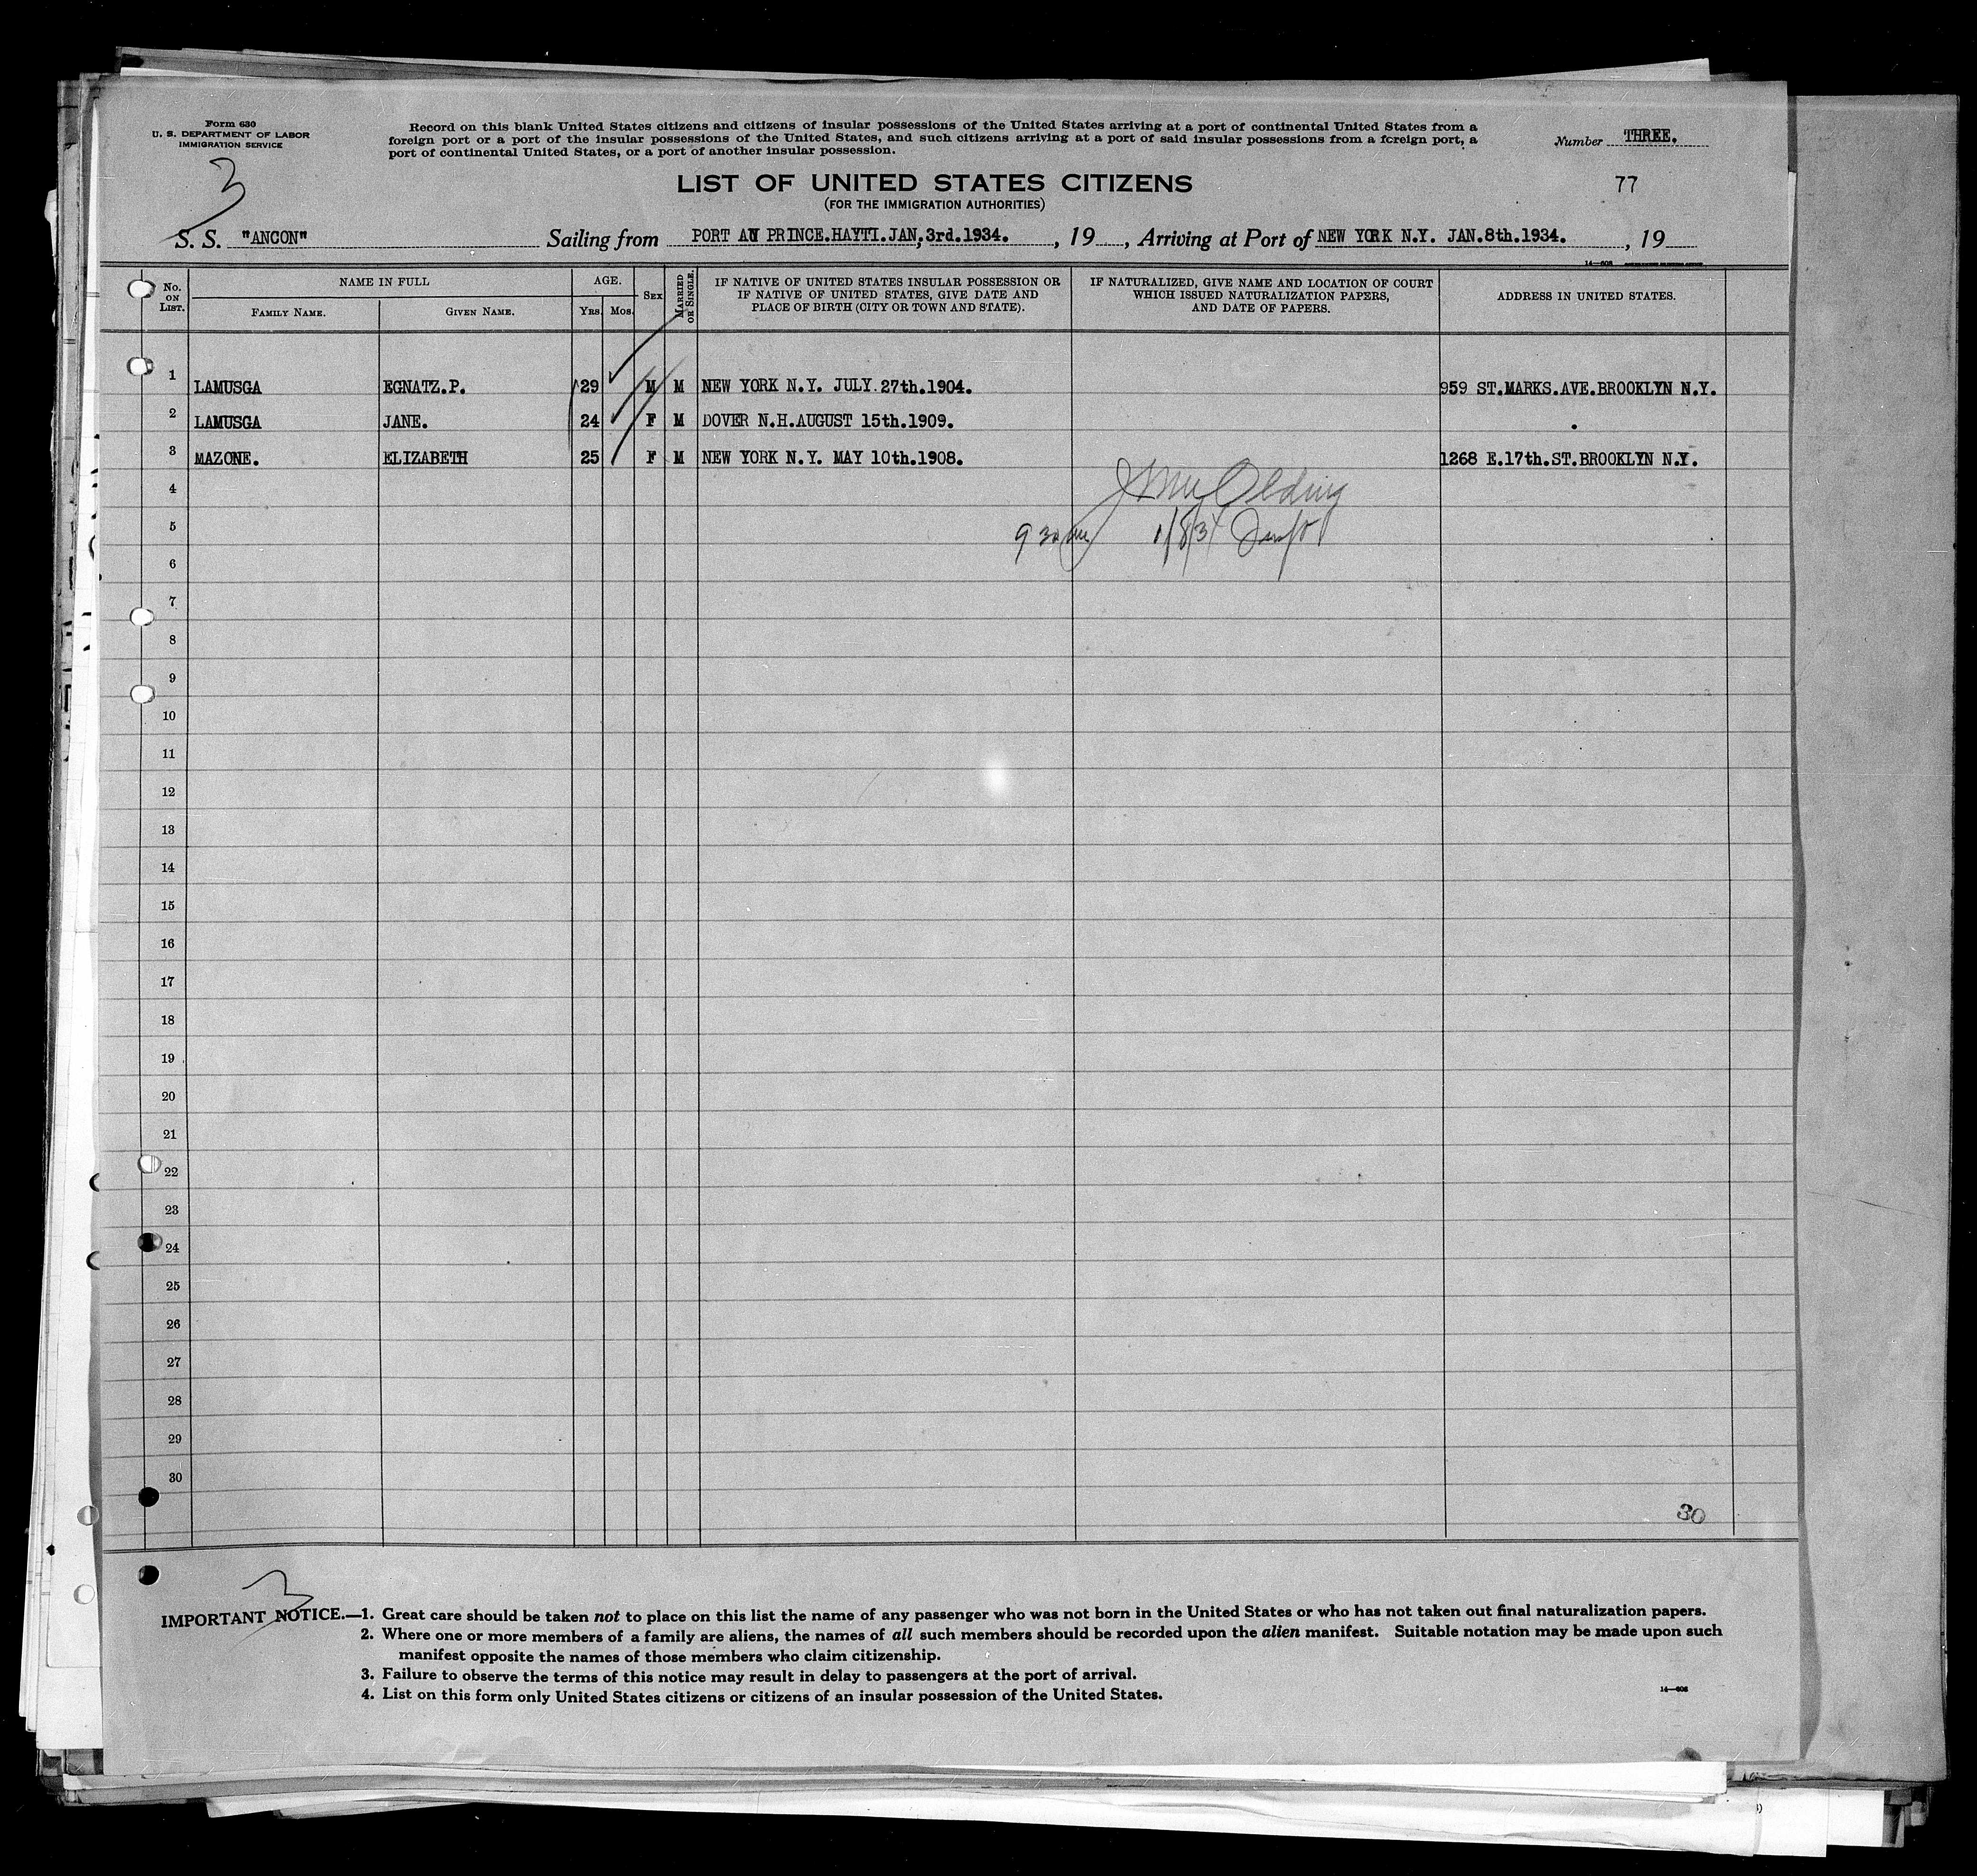 Form 630
U. S. DEPARTMENT OF LABOR
IMMIGRATION SERVICE
Record on this blank United States citizens and citizens of insular possessions of the United States arriving at a port of continental United States from a
foreign port or a port of the insular possessions of the United States, and such citizens arriving at a port of said insular possessions from a foreign port, a
port of continental United States, or a port of another insular possession.
Number THREE.
3
LIST OF UNITED STATES CITIZENS
77
(FOR THE IMMIGRATION AUTHORITIES)
S. S. "ANCON" Sailing from PORT AU PRINCE.HAYTI.JAN,3rd.1934. , 19 , Arriving at Port of NEW YORK N.Y. JAN.8th.1934. , 19
14—608
No. ON LIST. NAME IN FULL AGE. SEX MARRIED OR SINGLE. IF NATIVE OF UNITED STATES INSULAR POSSESSION OR IF NATIVE OF UNITED STATES, GIVE DATE AND PLACE OF BIRTH (CITY OR TOWN AND STATE). IF NATURALIZED, GIVE NAME AND LOCATION OF COURT WHICH ISSUED NATURALIZATION PAPERS, AND DATE OF PAPERS. ADDRESS IN UNITED STATES.
FAMILY NAME. GIVEN NAME. YRS. MOS.
1 LAMUSGA EGNATZ.P. 29 M M NEW YORK N.Y. JULY.27th.1904. 959 ST.MARKS.AVE.BROOKLYN N.Y.
2 LAMUSGA JANE. 24 F M DOVER N.H.AUGUST 15th.1909. .
3 MAZONE. ELIZABETH 25 F M NEW YORK N.Y. MAY 10th.1908. 1268 E.17th.ST.BROOKLYN N.Y.
4
5 9 30 1/8/34
6
7
8
9
10
11
12
13
14
15
16
17
18
19
20
21
22
23
24
25
26
27
28
29
30
30
3
IMPORTANT NOTICE.—1. Great care should be taken not to place on this list the name of any passenger who was not born in the United States or who has not taken out final naturalization papers.
2. Where one or more members of a family are aliens, the names of all such members should be recorded upon the alien manifest. Suitable notation may be made upon such
manifest opposite the names of those members who claim citizenship.
3. Failure to observe the terms of this notice may result in delay to passengers at the port of arrival.
4. List on this form only United States citizens or citizens of an insular possession of the United States.
14—608